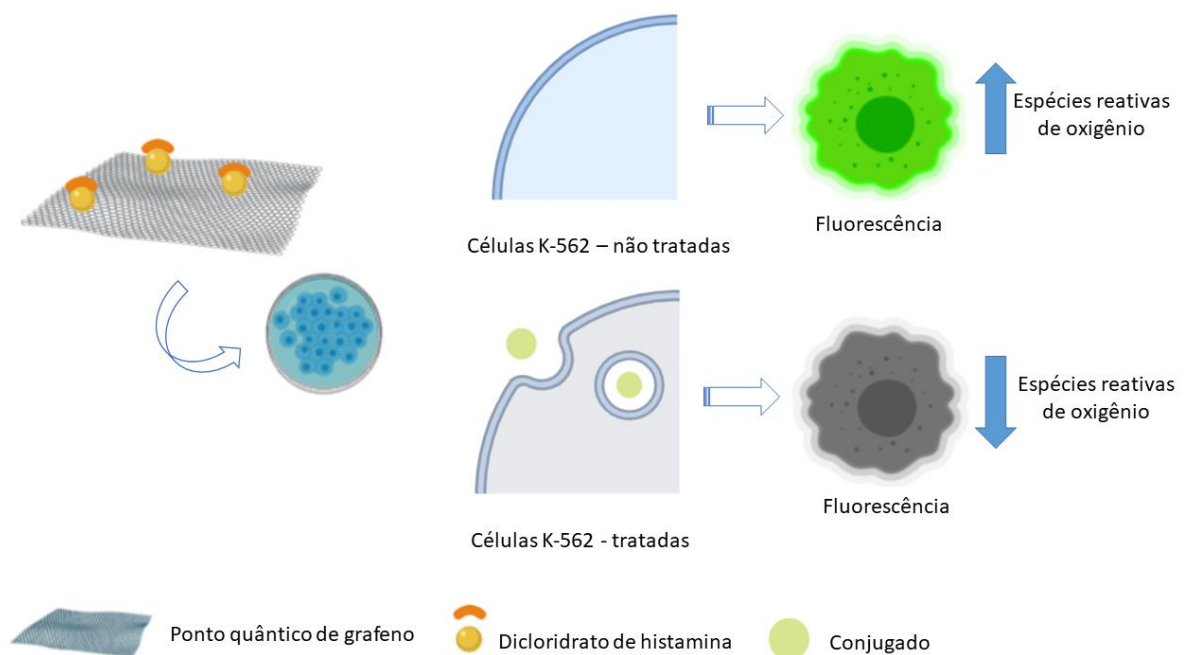 Espécies reativas
de oxigênio
Fluorescência
Células K-562 – não tratadas
Espécies reativas
de oxigênio
Fluorescência
Células K-562 - tratadas
Ponto quântico de grafeno
Dicloridrato de histamina
Conjugado